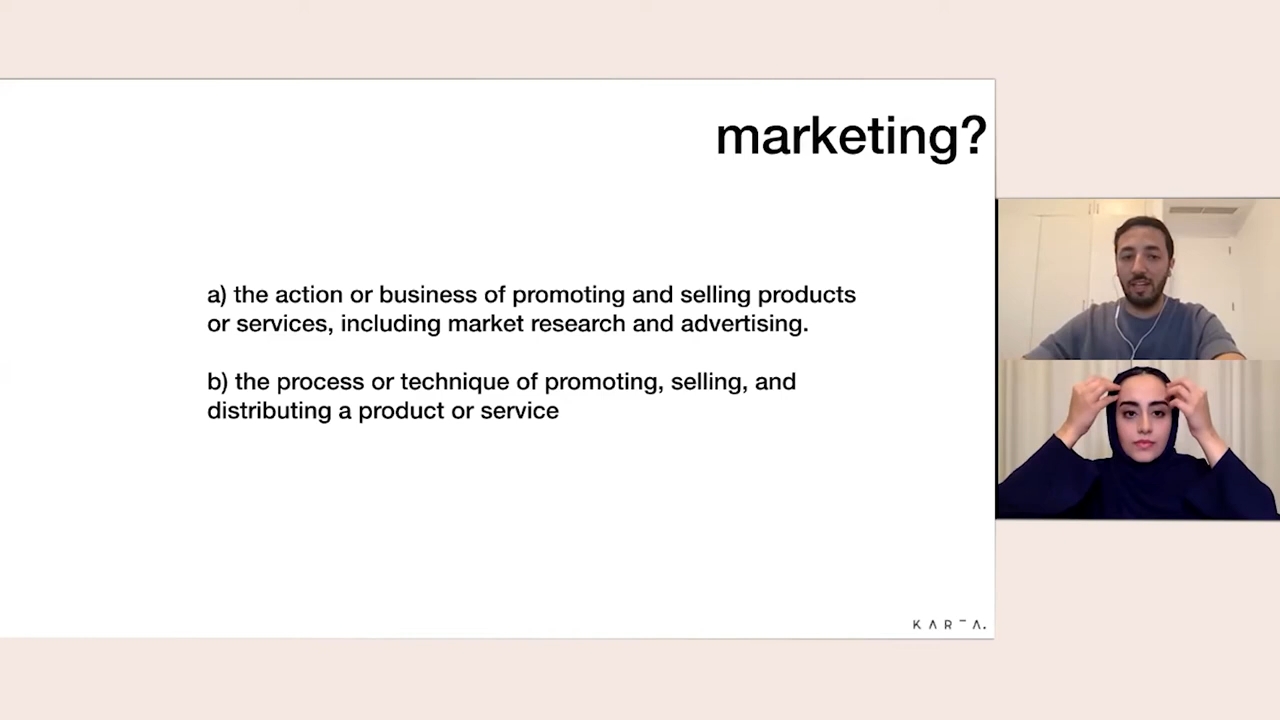 marketing?
a) the action or business of promoting and selling products
or services, including market research and advertising.
b) the process or technique of promoting, selling, and
distributing a product or service
KARTA.